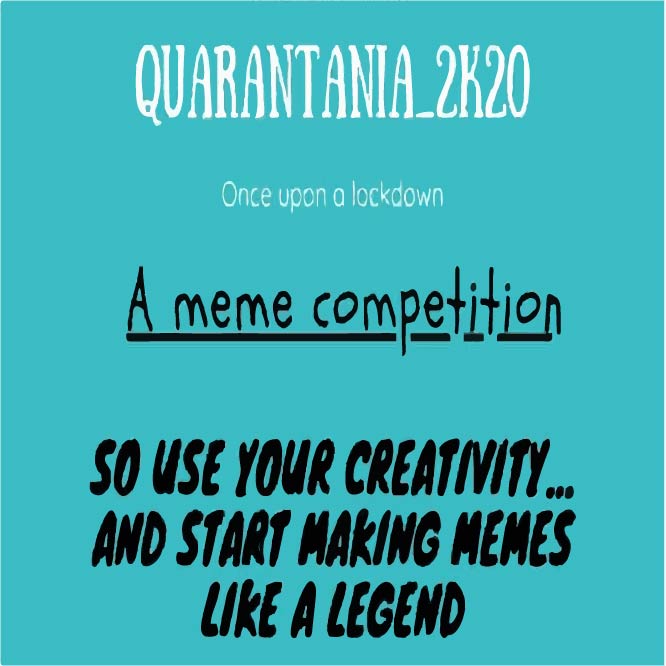 QUARANTANIA_2K20
Once upon a lockdown
A meme competition
SO USE YOUR CREATIVITY...
AND START MAKING MEMES
LIKE A LEGEND